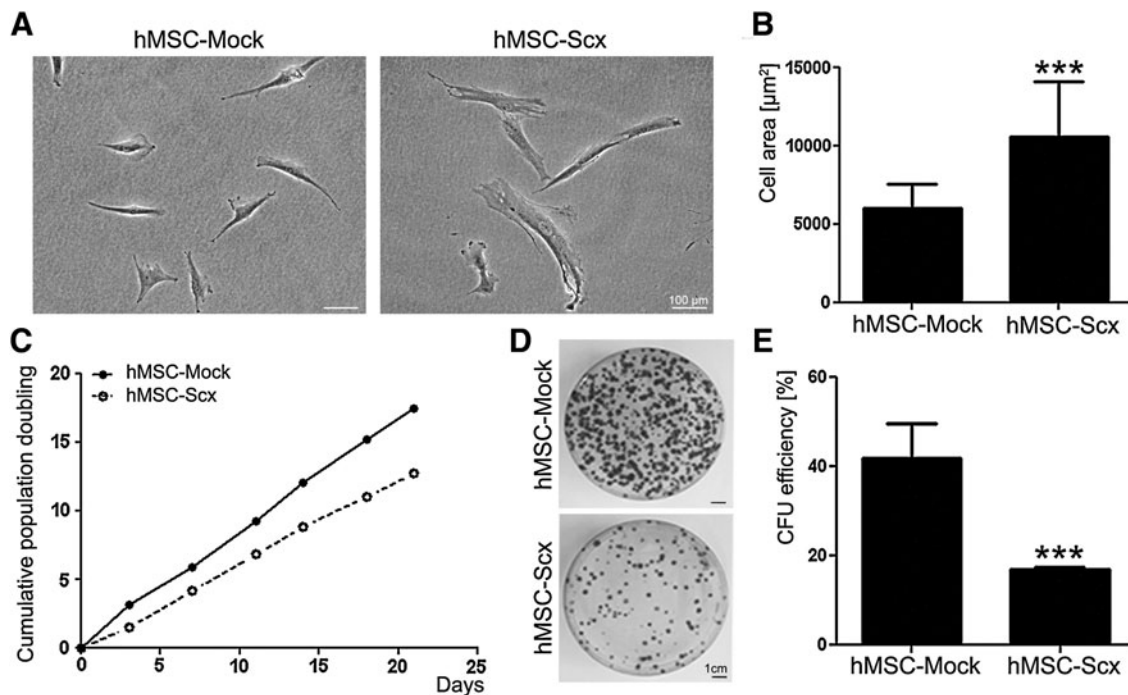 A
hMSC-Mock
hMSC-Scx
100 µm
B
Cell area [µm²]
15000
10000
5000
0
***
hMSC-Mock
hMSC-Scx
C
Cumulative population doubling
20
15
10
5
0
hMSC-Mock
hMSC-Scx
0 5 10 15 20 25
Days
D
hMSC-Mock
hMSC-Scx
1cm
E
CFU efficiency [%]
60
40
20
0
***
hMSC-Mock
hMSC-Scx